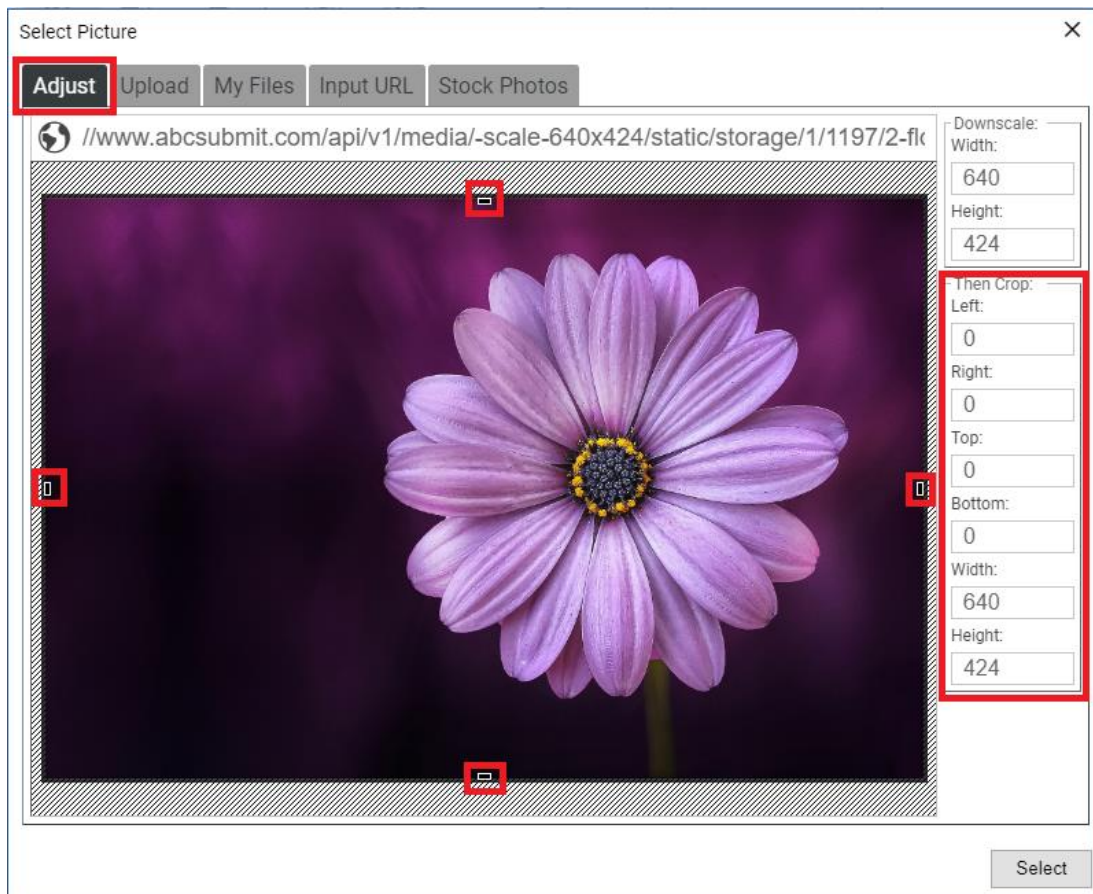 Select Picture
Adjust
Upload
My Files
Input URL
Stock Photos
//www.abcsubmit.com/api/v1/media/-scale-640x424/static/storage/1/1197/2-flo
Downscale:
Width:
640
Height:
424
Then Crop:
Left:
0
Right:
0
Top:
0
Bottom:
0
Width:
640
Height:
424
Select